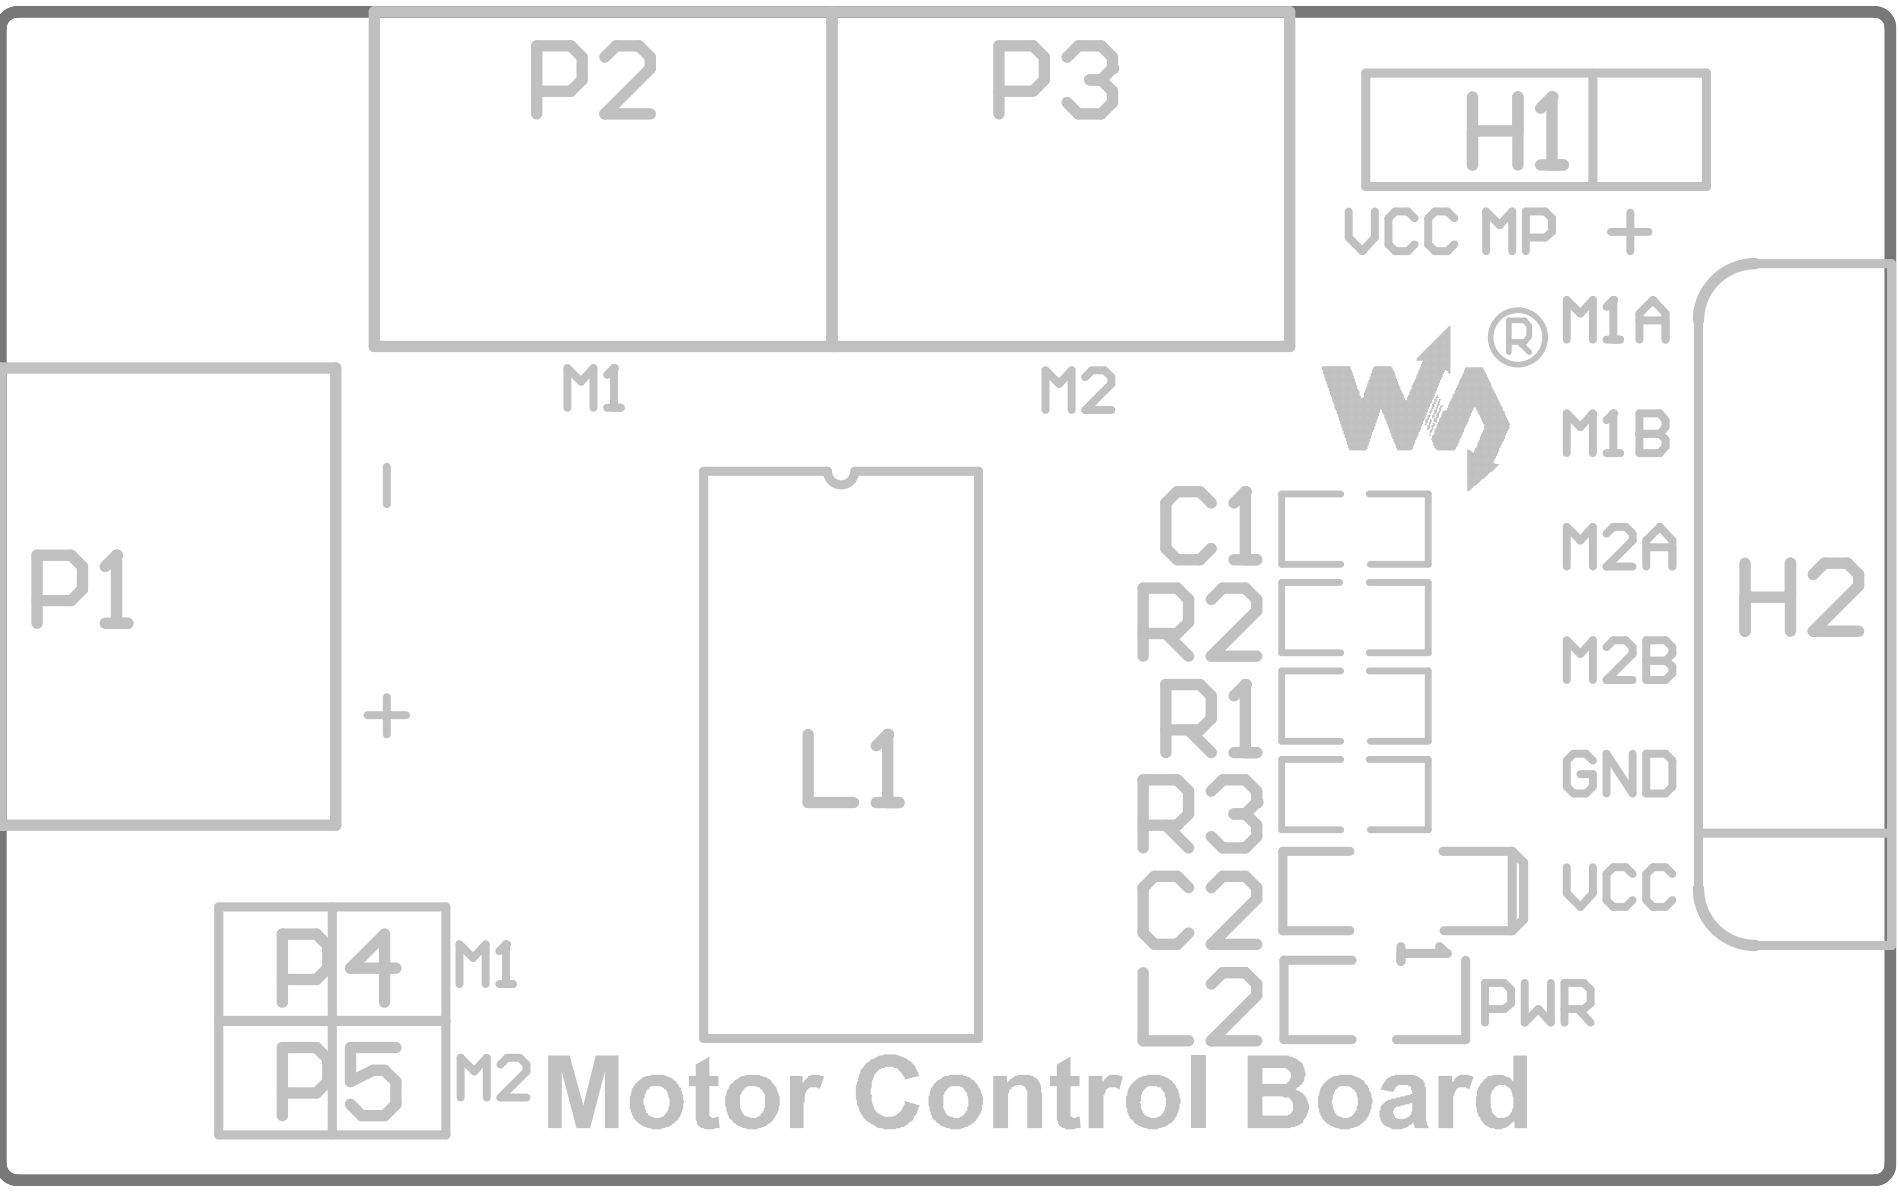 P2 P3 H1
VCC MP +
M1 M2
® M1A
M1B
P1 - +
L1
C1
R2
R1
R3
C2
L2
M2A
M2B
GND
VCC
H2
PWR
P4 M1
P5 M2
Motor Control Board